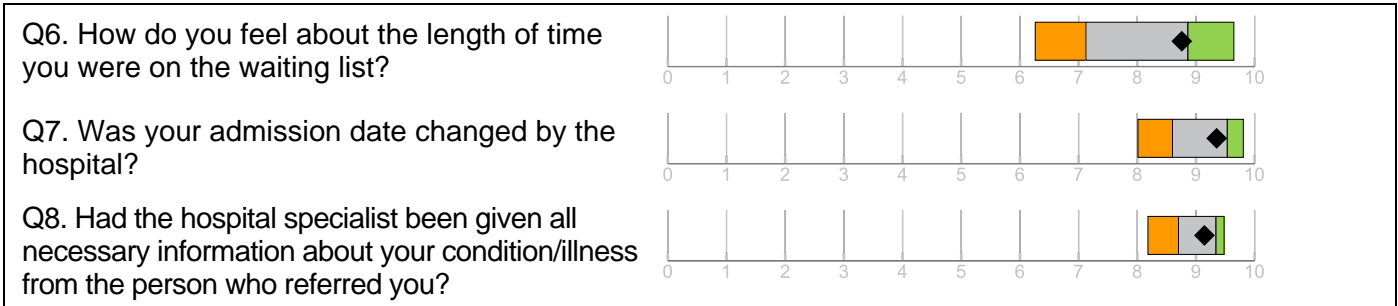 Q6. How do you feel about the length of time
you were on the waiting list?
0 1 2 3 4 5 6 7 8 9 10
Q7. Was your admission date changed by the
hospital?
0 1 2 3 4 5 6 7 8 9 10
Q8. Had the hospital specialist been given all
necessary information about your condition/illness
from the person who referred you?
0 1 2 3 4 5 6 7 8 9 10